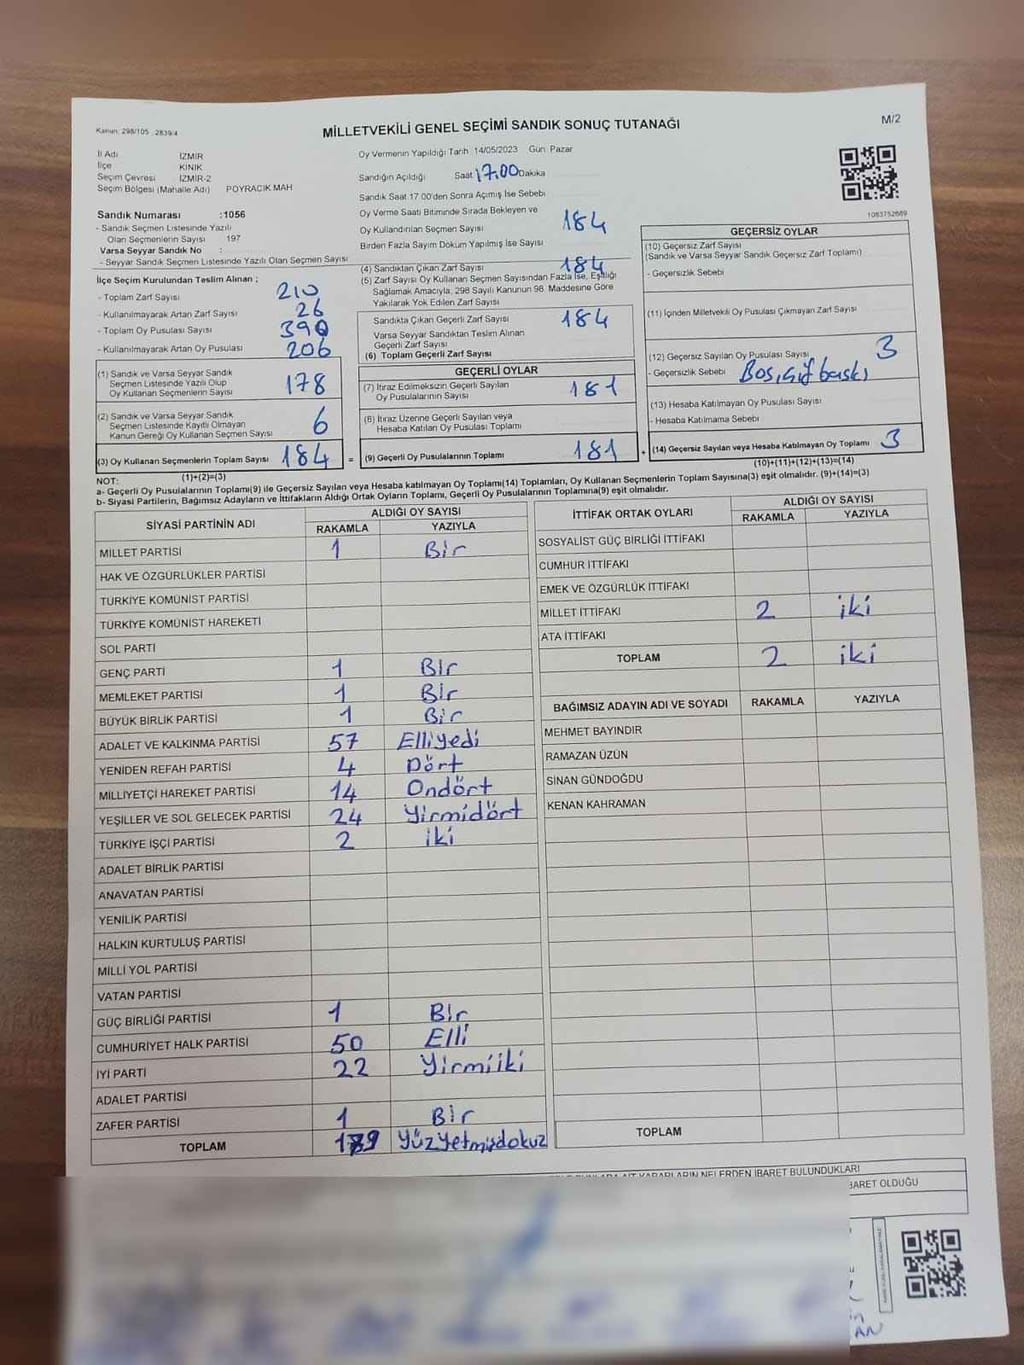 Kanun: 298/105 , 2839/4
MİLLETVEKİLİ GENEL SEÇİMİ SANDIK SONUÇ TUTANAĞI
M/2
İl Adı İZMİR
İlçe KINIK
Seçim Çevresi İZMİR-2
Seçim Bölgesi (Mahalle Adı) POYRACIK MAH
Sandık Numarası :1056
- Sandık Seçmen Listesinde Yazılı
Olan Seçmenlerin Sayısı 197
Varsa Seyyar Sandık No :
- Seyyar Sandık Seçmen Listesinde Yazılı Olan Seçmen Sayısı
Oy Vermenin Yapıldığı Tarih 14/05/2023 Gün: Pazar
Sandığın Açıldığı Saat 17.00 Dakika
Sandık Saat 17 00'den Sonra Açımış İse Sebebi
Oy Verme Saati Bitiminde Sırada Bekleyen ve
Oy Kullandırılan Seçmen Sayısı 184
Birden Fazla Sayım Döküm Yapılmış İse Sayısı
1083752689
İlçe Seçim Kurulundan Teslim Alınan ;
- Toplam Zarf Sayısı 210
- Kullanılmayarak Artan Zarf Sayısı 26
- Toplam Oy Pusulası Sayısı 390
- Kullanılmayarak Artan Oy Pusulası 206
(1) Sandık ve Varsa Seyyar Sandık
Seçmen Listesinde Yazılı Olup
Oy Kullanan Seçmenlerin Sayısı 178
(2) Sandık ve Varsa Seyyar Sandık
Seçmen Listesinde Kayıtlı Olmayan
Kanun Gereği Oy Kullanan Seçmen Sayısı 6
(3) Oy Kullanan Seçmenlerin Toplam Sayısı 184 =
(1)+(2)=(3)
(4) Sandıktan Çıkan Zarf Sayısı 184
(5) Zarf Sayısı Oy Kullanan Seçmen Sayısından Fazla İse, Eşitliği
Sağlamak Amacıyla, 298 Sayılı Kanunun 98. Maddesine Göre
Yakılarak Yok Edilen Zarf Sayısı
Sandıkta Çıkan Geçerli Zarf Sayısı 184
Varsa Seyyar Sandıktan Teslim Alınan
Geçerli Zarf Sayısı
(6) Toplam Geçerli Zarf Sayısı
GEÇERLİ OYLAR
(7) İtiraz Edilmeksizin Geçerli Sayılan
Oy Pusulalarının Sayısı 181
(8) İtiraz Üzerine Geçerli Sayılan veya
Hesaba Katılan Oy Pusulası Toplamı
(9) Geçerli Oy Pusulalarının Toplamı 181 +
GEÇERSİZ OYLAR
(10) Geçersiz Zarf Sayısı
(Sandık ve Varsa Seyyar Sandık Geçersiz Zarf Toplamı)
- Geçersizlik Sebebi
(11) İçinden Milletvekili Oy Pusulası Çıkmayan Zarf Sayısı
(12) Geçersiz Sayılan Oy Pusulası Sayısı 3
- Geçersizlik Sebebi Boş, çift baskı
(13) Hesaba Katılmayan Oy Pusulası Sayısı
- Hesaba Katılmama Sebebi
(14) Geçersiz Sayılan veya Hesaba Katılmayan Oy Toplamı 3
(10)+(11)+(12)+(13)=(14)
NOT:
a- Geçerli Oy Pusulalarının Toplamı(9) ile Geçersiz Sayılan veya Hesaba katılmayan Oy Toplamı(14) Toplamları, Oy Kullanan Seçmenlerin Toplam Sayısına(3) eşit olmalıdır. (9)+(14)=(3)
b- Siyasi Partilerin, Bağımsız Adayların ve İttifakların Aldığı Ortak Oyların Toplamı, Geçerli Oy Pusulalarının Toplamına(9) eşit olmalıdır.
SİYASİ PARTİNİN ADI ALDIĞI OY SAYISI
RAKAMLA YAZIYLA
MİLLET PARTİSİ 1 Bir
HAK VE ÖZGÜRLÜKLER PARTİSİ
TÜRKİYE KOMÜNİST PARTİSİ
TÜRKİYE KOMÜNİST HAREKETİ
SOL PARTİ
GENÇ PARTİ 1 Bir
MEMLEKET PARTİSİ 1 Bir
BÜYÜK BİRLİK PARTİSİ 1 Bir
ADALET VE KALKINMA PARTİSİ 57 Elliyedi
YENİDEN REFAH PARTİSİ 4 Dört
MİLLİYETÇİ HAREKET PARTİSİ 14 Ondört
YEŞİLLER VE SOL GELECEK PARTİSİ 24 Yirmidört
TÜRKİYE İŞÇİ PARTİSİ 2 iki
ADALET BİRLİK PARTİSİ
ANAVATAN PARTİSİ
YENİLİK PARTİSİ
HALKIN KURTULUŞ PARTİSİ
MİLLİ YOL PARTİSİ
VATAN PARTİSİ
GÜÇ BİRLİĞİ PARTİSİ 1 Bir
CUMHURİYET HALK PARTİSİ 50 Elli
İYİ PARTİ 22 Yirmiiki
ADALET PARTİSİ
ZAFER PARTİSİ 1 Bir
TOPLAM 179 Yüzyetmişdokuz
İTTİFAK ORTAK OYLARI ALDIĞI OY SAYISI
RAKAMLA YAZIYLA
SOSYALİST GÜÇ BİRLİĞİ İTTİFAKI
CUMHUR İTTİFAKI
EMEK VE ÖZGÜRLÜK İTTİFAKI
MİLLET İTTİFAKI 2 iki
ATA İTTİFAKI
TOPLAM 2 iki
BAĞIMSIZ ADAYIN ADI VE SOYADI RAKAMLA YAZIYLA
MEHMET BAYINDIR
RAMAZAN ÜZÜN
SİNAN GÜNDOĞDU
KENAN KAHRAMAN
TOPLAM
NELERDEN İBARET BULUNDUKLARI
BARET OLDUĞU